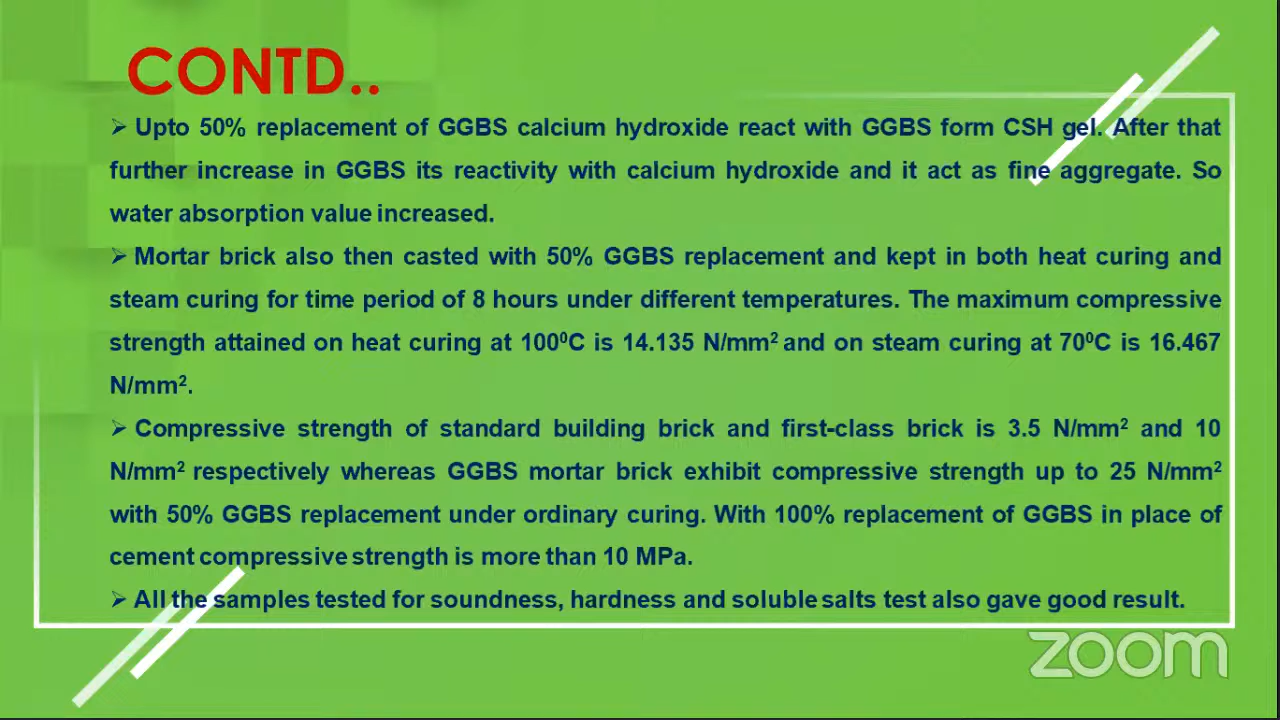 CONTD..
➢ Upto 50% replacement of GGBS calcium hydroxide react with GGBS form CSH gel. After that
further increase in GGBS its reactivity with calcium hydroxide and it act as fine aggregate. So
water absorption value increased.
➢ Mortar brick also then casted with 50% GGBS replacement and kept in both heat curing and
steam curing for time period of 8 hours under different temperatures. The maximum compressive
strength attained on heat curing at 100⁰C is 14.135 N/mm² and on steam curing at 70⁰C is 16.467
N/mm².
➢ Compressive strength of standard building brick and first-class brick is 3.5 N/mm² and 10
N/mm² respectively whereas GGBS mortar brick exhibit compressive strength up to 25 N/mm²
with 50% GGBS replacement under ordinary curing. With 100% replacement of GGBS in place of
cement compressive strength is more than 10 MPa.
➢ All the samples tested for soundness, hardness and soluble salts test also gave good result.
zoom